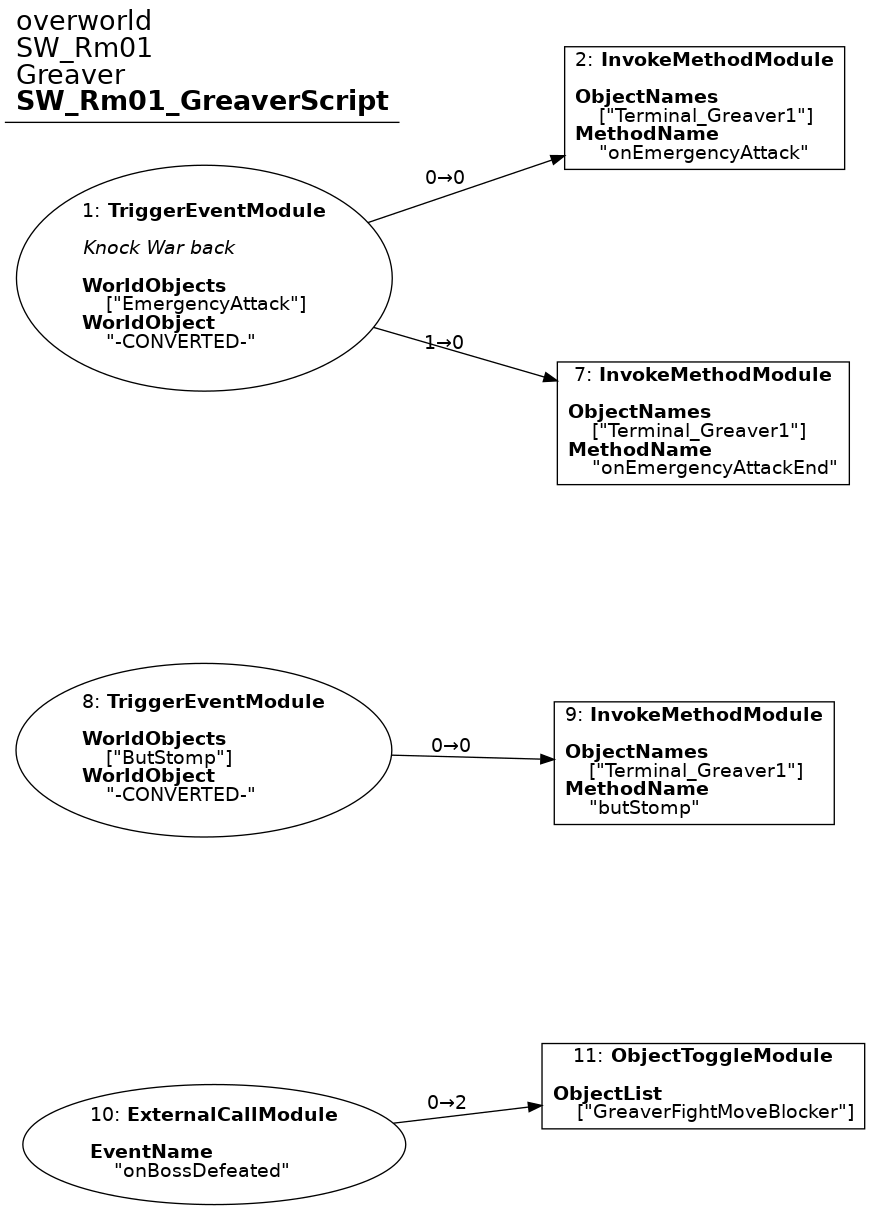 overworld
SW_Rm01
Greaver
SW_Rm01_GreaverScript
2: InvokeMethodModule
ObjectNames
["Terminal_Greaver1"]
MethodName
"onEmergencyAttack"
0→0
1: TriggerEventModule
Knock War back
WorldObjects
["EmergencyAttack"]
WorldObject
"-CONVERTED-"
1→0
7: InvokeMethodModule
ObjectNames
["Terminal_Greaver1"]
MethodName
"onEmergencyAttackEnd"
8: TriggerEventModule
WorldObjects
["ButStomp"]
WorldObject
"-CONVERTED-"
0→0
9: InvokeMethodModule
ObjectNames
["Terminal_Greaver1"]
MethodName
"butStomp"
10: ExternalCallModule
EventName
"onBossDefeated"
0→2
11: ObjectToggleModule
ObjectList
["GreaverFightMoveBlocker"]